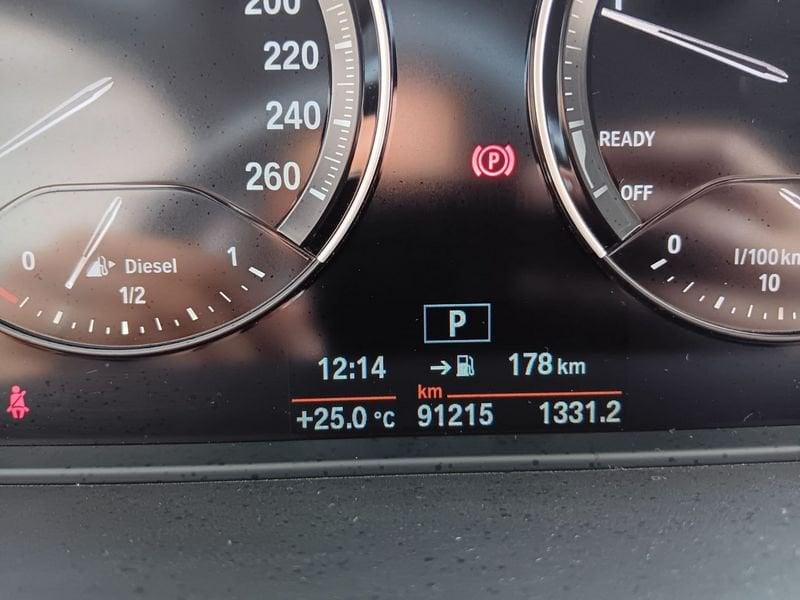 200
220
240
260
READY
OFF
P
0
Diesel
1
1/2
0
l/100km
10
P
12:14
178 km
km
+25.0 °C
91215
1331.2